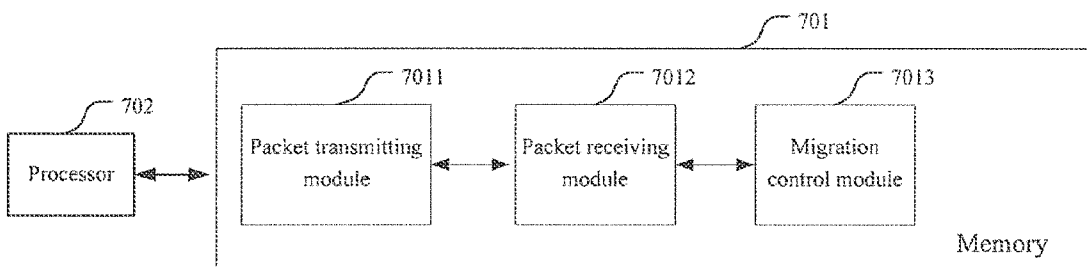 701
7011
7012
7013
702
Packet transmitting
module
Packet receiving
module
Migration
control module
Processor
Memory